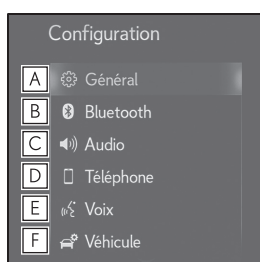 Configuration
A Général
B Bluetooth
C Audio
D Téléphone
E Voix
F Véhicule